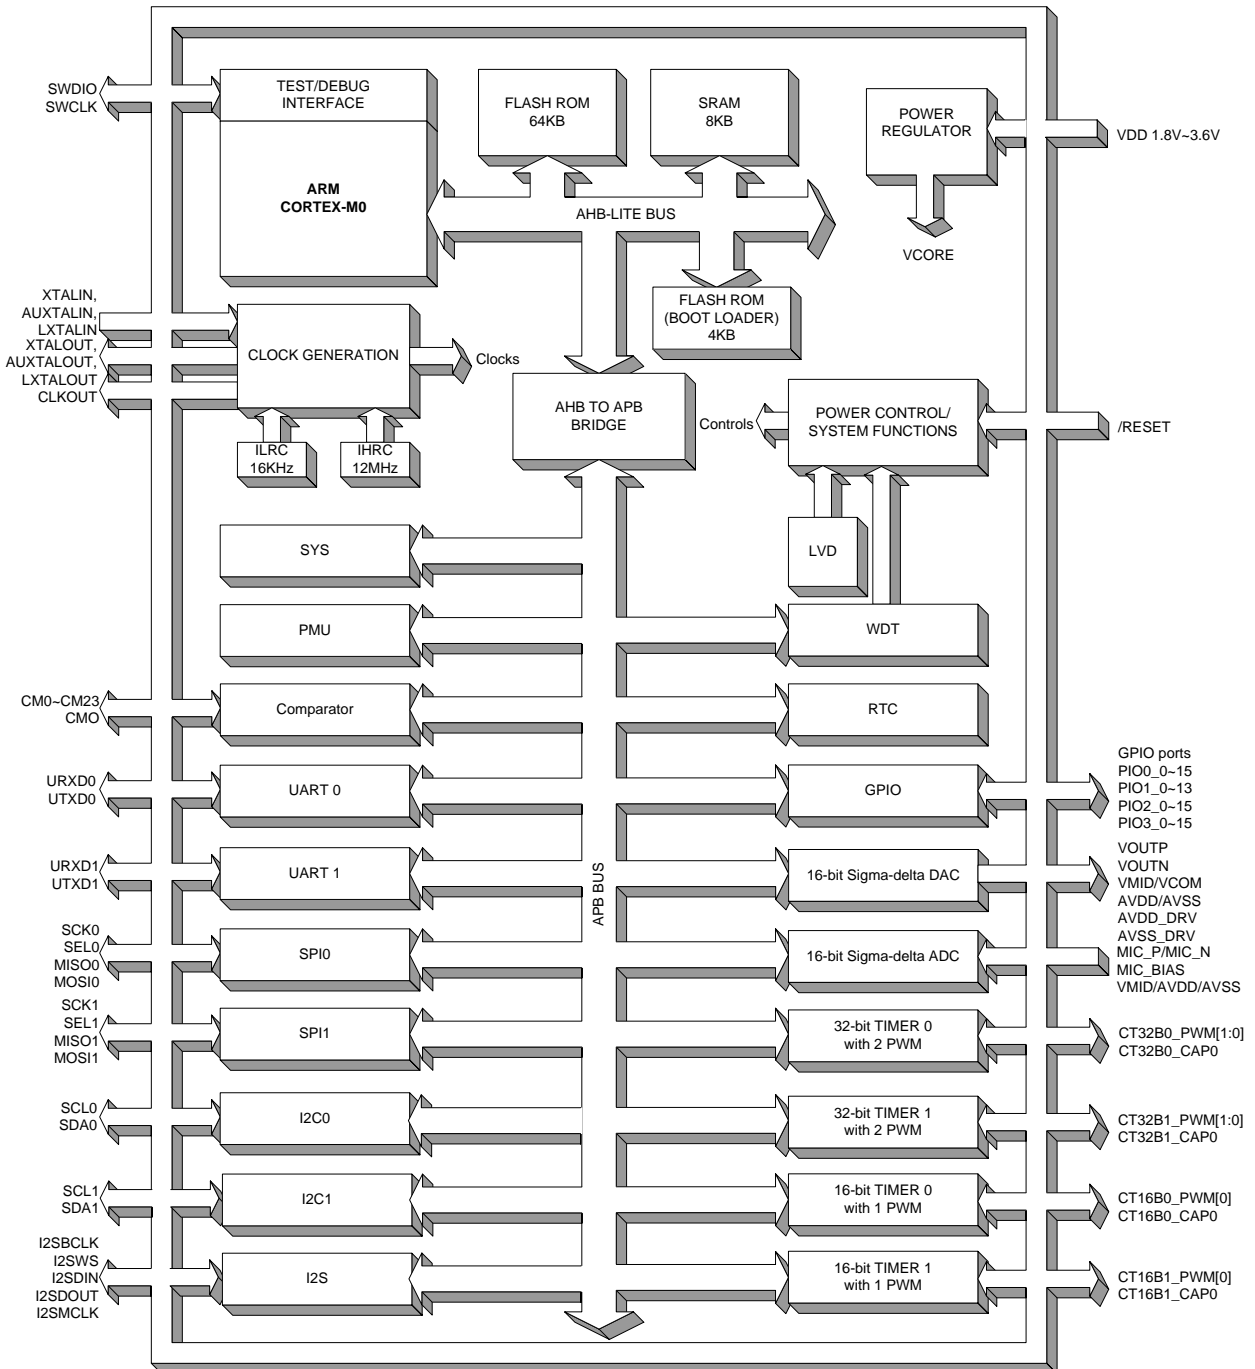 SWDIO
SWCLK
TEST/DEBUG
INTERFACE
ARM
CORTEX-M0
FLASH ROM
64KB
SRAM
8KB
POWER
REGULATOR
VDD 1.8V~3.6V
AHB-LITE BUS
VCORE
FLASH ROM
(BOOT LOADER)
4KB
XTALIN,
AUXTALIN,
LXTALIN
XTALOUT,
AUXTALOUT,
LXTALOUT
CLKOUT
CLOCK GENERATION
Clocks
ILRC
16KHz
IHRC
12MHz
AHB TO APB
BRIDGE
Controls
POWER CONTROL/
SYSTEM FUNCTIONS
/RESET
LVD
SYS
PMU
WDT
CM0~CM23
CMO
Comparator
RTC
URXD0
UTXD0
UART 0
GPIO
GPIO ports
PIO0_0~15
PIO1_0~13
PIO2_0~15
PIO3_0~15
URXD1
UTXD1
UART 1
APB BUS
16-bit Sigma-delta DAC
VOUTP
VOUTN
VMID/VCOM
AVDD/AVSS
AVDD_DRV
AVSS_DRV
SCK0
SEL0
MISO0
MOSI0
SPI0
16-bit Sigma-delta ADC
MIC_P/MIC_N
MIC_BIAS
VMID/AVDD/AVSS
SCK1
SEL1
MISO1
MOSI1
SPI1
32-bit TIMER 0
with 2 PWM
CT32B0_PWM[1:0]
CT32B0_CAP0
SCL0
SDA0
I2C0
32-bit TIMER 1
with 2 PWM
CT32B1_PWM[1:0]
CT32B1_CAP0
SCL1
SDA1
I2C1
16-bit TIMER 0
with 1 PWM
CT16B0_PWM[0]
CT16B0_CAP0
I2SBCLK
I2SWS
I2SDIN
I2SDOUT
I2SMCLK
I2S
16-bit TIMER 1
with 1 PWM
CT16B1_PWM[0]
CT16B1_CAP0